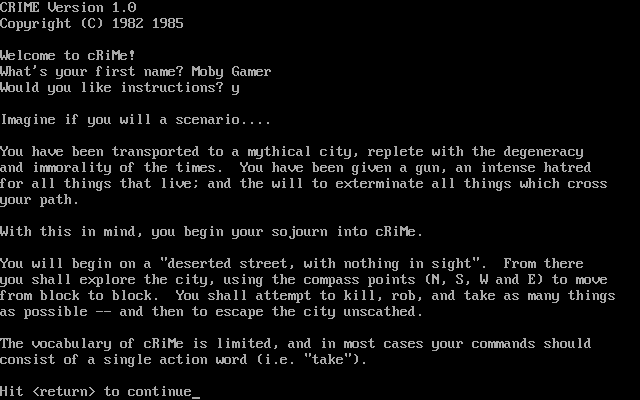 CRIME Version 1.0
Copyright (C) 1982 1985
Welcome to cRiMe!
What's your first name? Moby Gamer
Would you like instructions? y
Imagine if you will a scenario....
You have been transported to a mythical city, replete with the degeneracy
and immorality of the times.  You have been given a gun, an intense hatred
for all things that live; and the will to exterminate all things which cross
your path.
With this in mind, you begin your sojourn into cRiMe.
You will begin on a "deserted street, with nothing in sight".  From there
you shall explore the city, using the compass points (N, S, W and E) to move
from block to block.  You shall attempt to kill, rob, and take as many things
as possible -- and then to escape the city unscathed.
The vocabulary of cRiMe is limited, and in most cases your commands should
consist of a single action word (i.e. "take").
Hit <return> to continue_